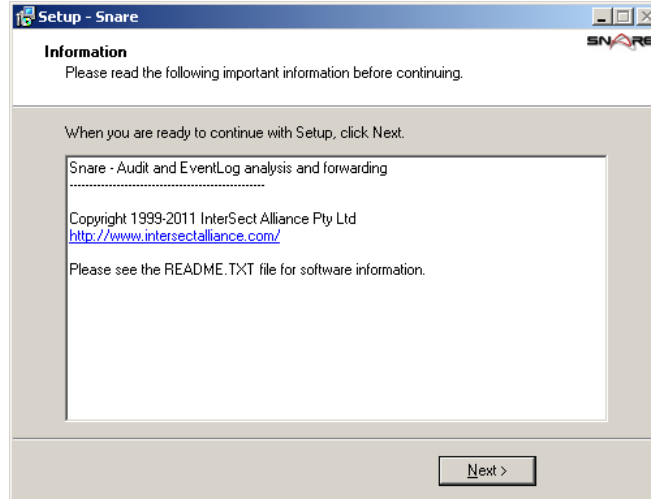 Setup - Snare
Information
SNARE
Please read the following important information before continuing.
When you are ready to continue with Setup, click Next.
Snare - Audit and EventLog analysis and forwarding
--------------------------------------------------
Copyright 1999-2011 InterSect Alliance Pty Ltd
http://www.intersectalliance.com/
Please see the README.TXT file for software information.
Next >